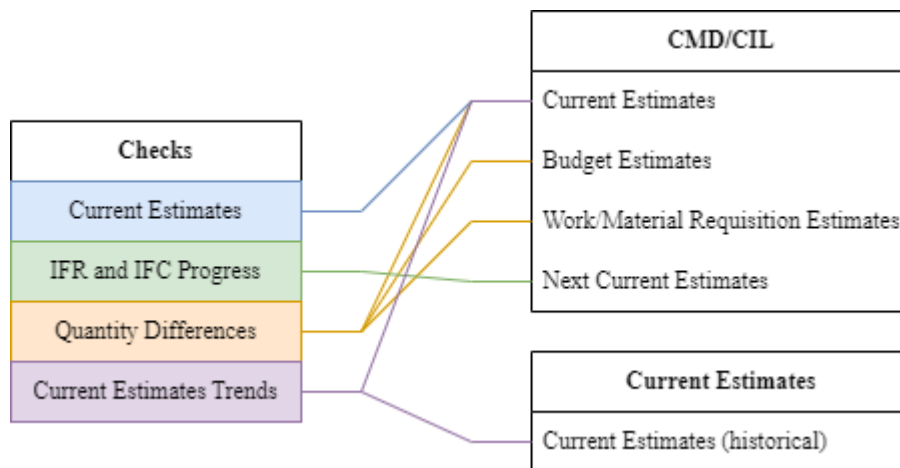 Checks
Current Estimates
IFR and IFC Progress
Quantity Differences
Current Estimates Trends
CMD/CIL
Current Estimates
Budget Estimates
Work/Material Requisition Estimates
Next Current Estimates
Current Estimates
Current Estimates (historical)